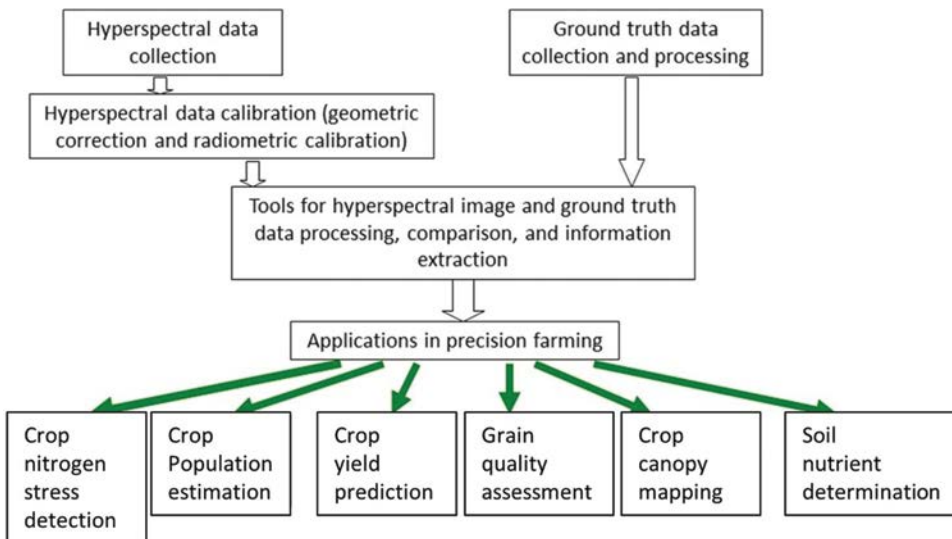 Hyperspectral data
collection
Ground truth data
collection and processing
Hyperspectral data calibration (geometric
correction and radiometric calibration)
Tools for hyperspectral image and ground truth
data processing, comparison, and information
extraction
Applications in precision farming
Crop
nitrogen
stress
detection
Crop
Population
estimation
Crop
yield
prediction
Grain
quality
assessment
Crop
canopy
mapping
Soil
nutrient
determination